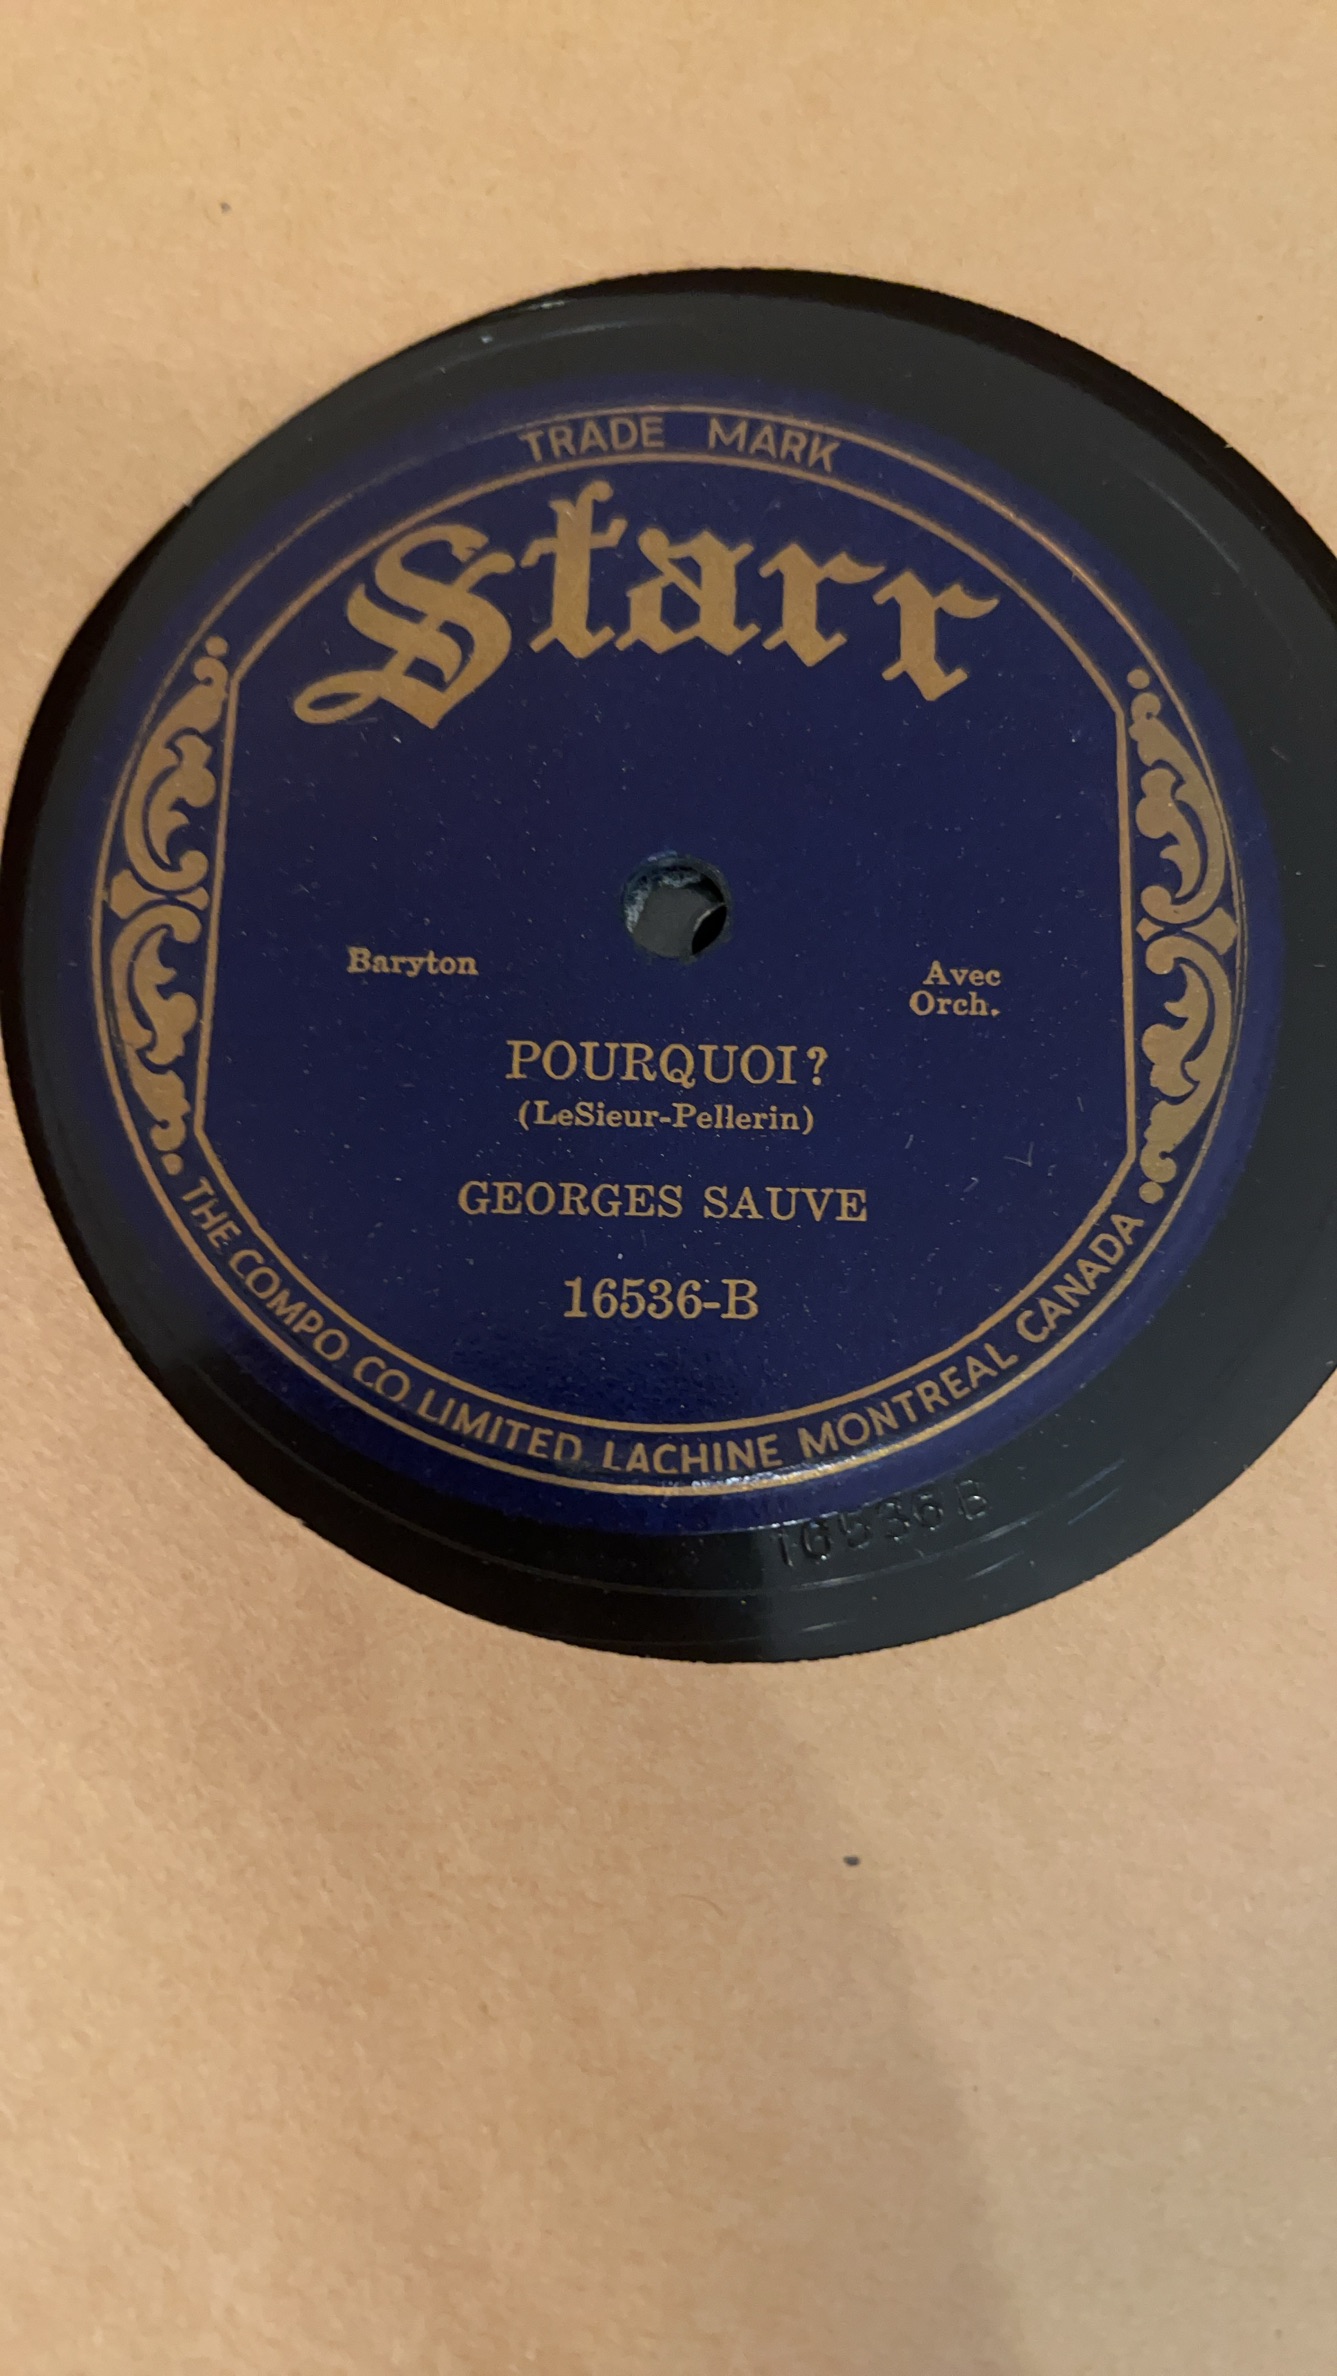 TRADE MARK
Starr
Baryton
Avec
Orch.
POURQUOI?
(LeSieur-Pellerin)
GEORGES SAUVE
16536-B
THE COMPO CO. LIMITED LACHINE MONTREAL CANADA
16536B